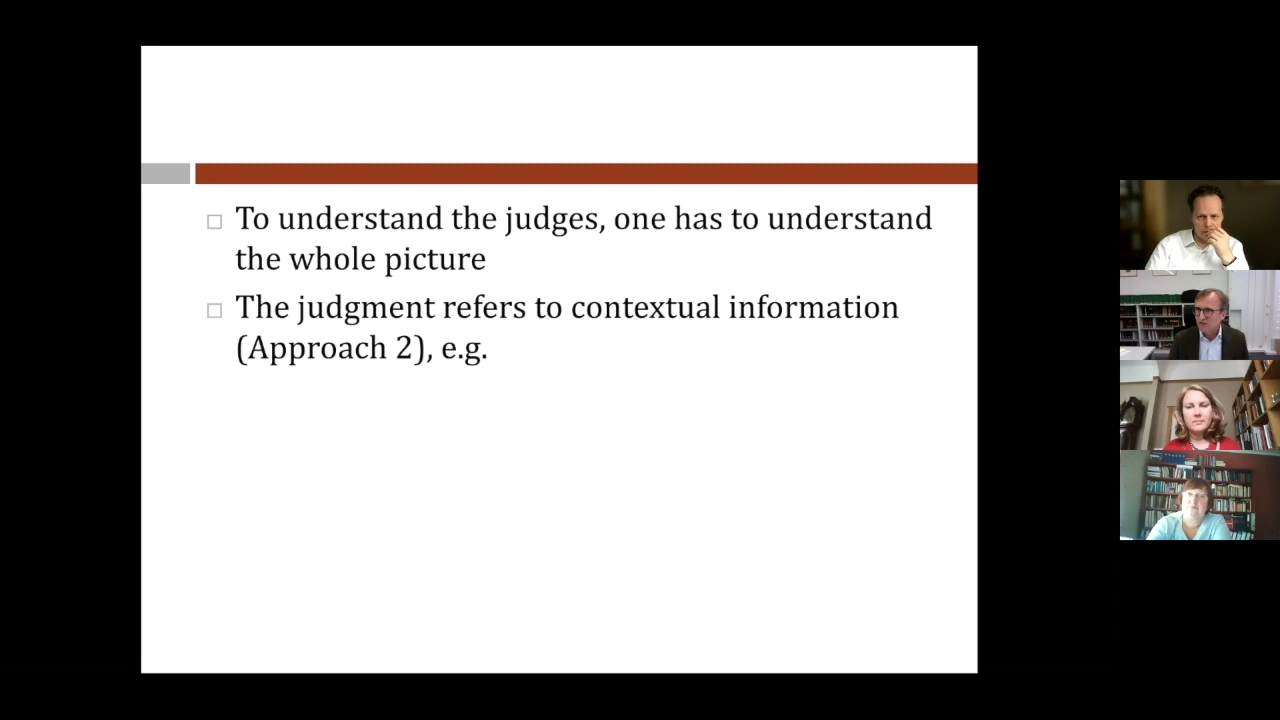 To understand the judges, one has to understand
the whole picture
The judgment refers to contextual information
(Approach 2), e.g.